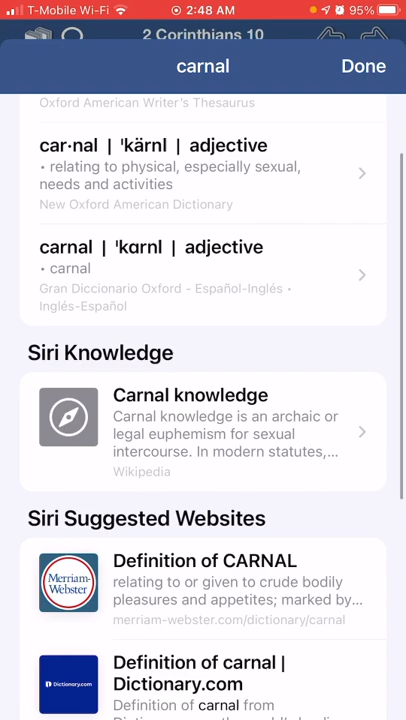 T-Mobile Wi-Fi 2:48 AM 95%
2 Corinthians 10
carnal Done
Oxford American Writer's Thesaurus
car·nal | ˈkärnl | adjective
• relating to physical, especially sexual,
needs and activities
New Oxford American Dictionary
carnal | ˈkɑrnl | adjective
• carnal
Gran Diccionario Oxford - Español-Inglés •
Inglés-Español
Siri Knowledge
Carnal knowledge
Carnal knowledge is an archaic or
legal euphemism for sexual
intercourse. In modern statutes,...
Wikipedia
Siri Suggested Websites
Merriam-
Webster
Definition of CARNAL
relating to or given to crude bodily
pleasures and appetites; marked by...
merriam-webster.com/dictionary/carnal
Dictionary.com
Definition of carnal |
Dictionary.com
Definition of carnal from